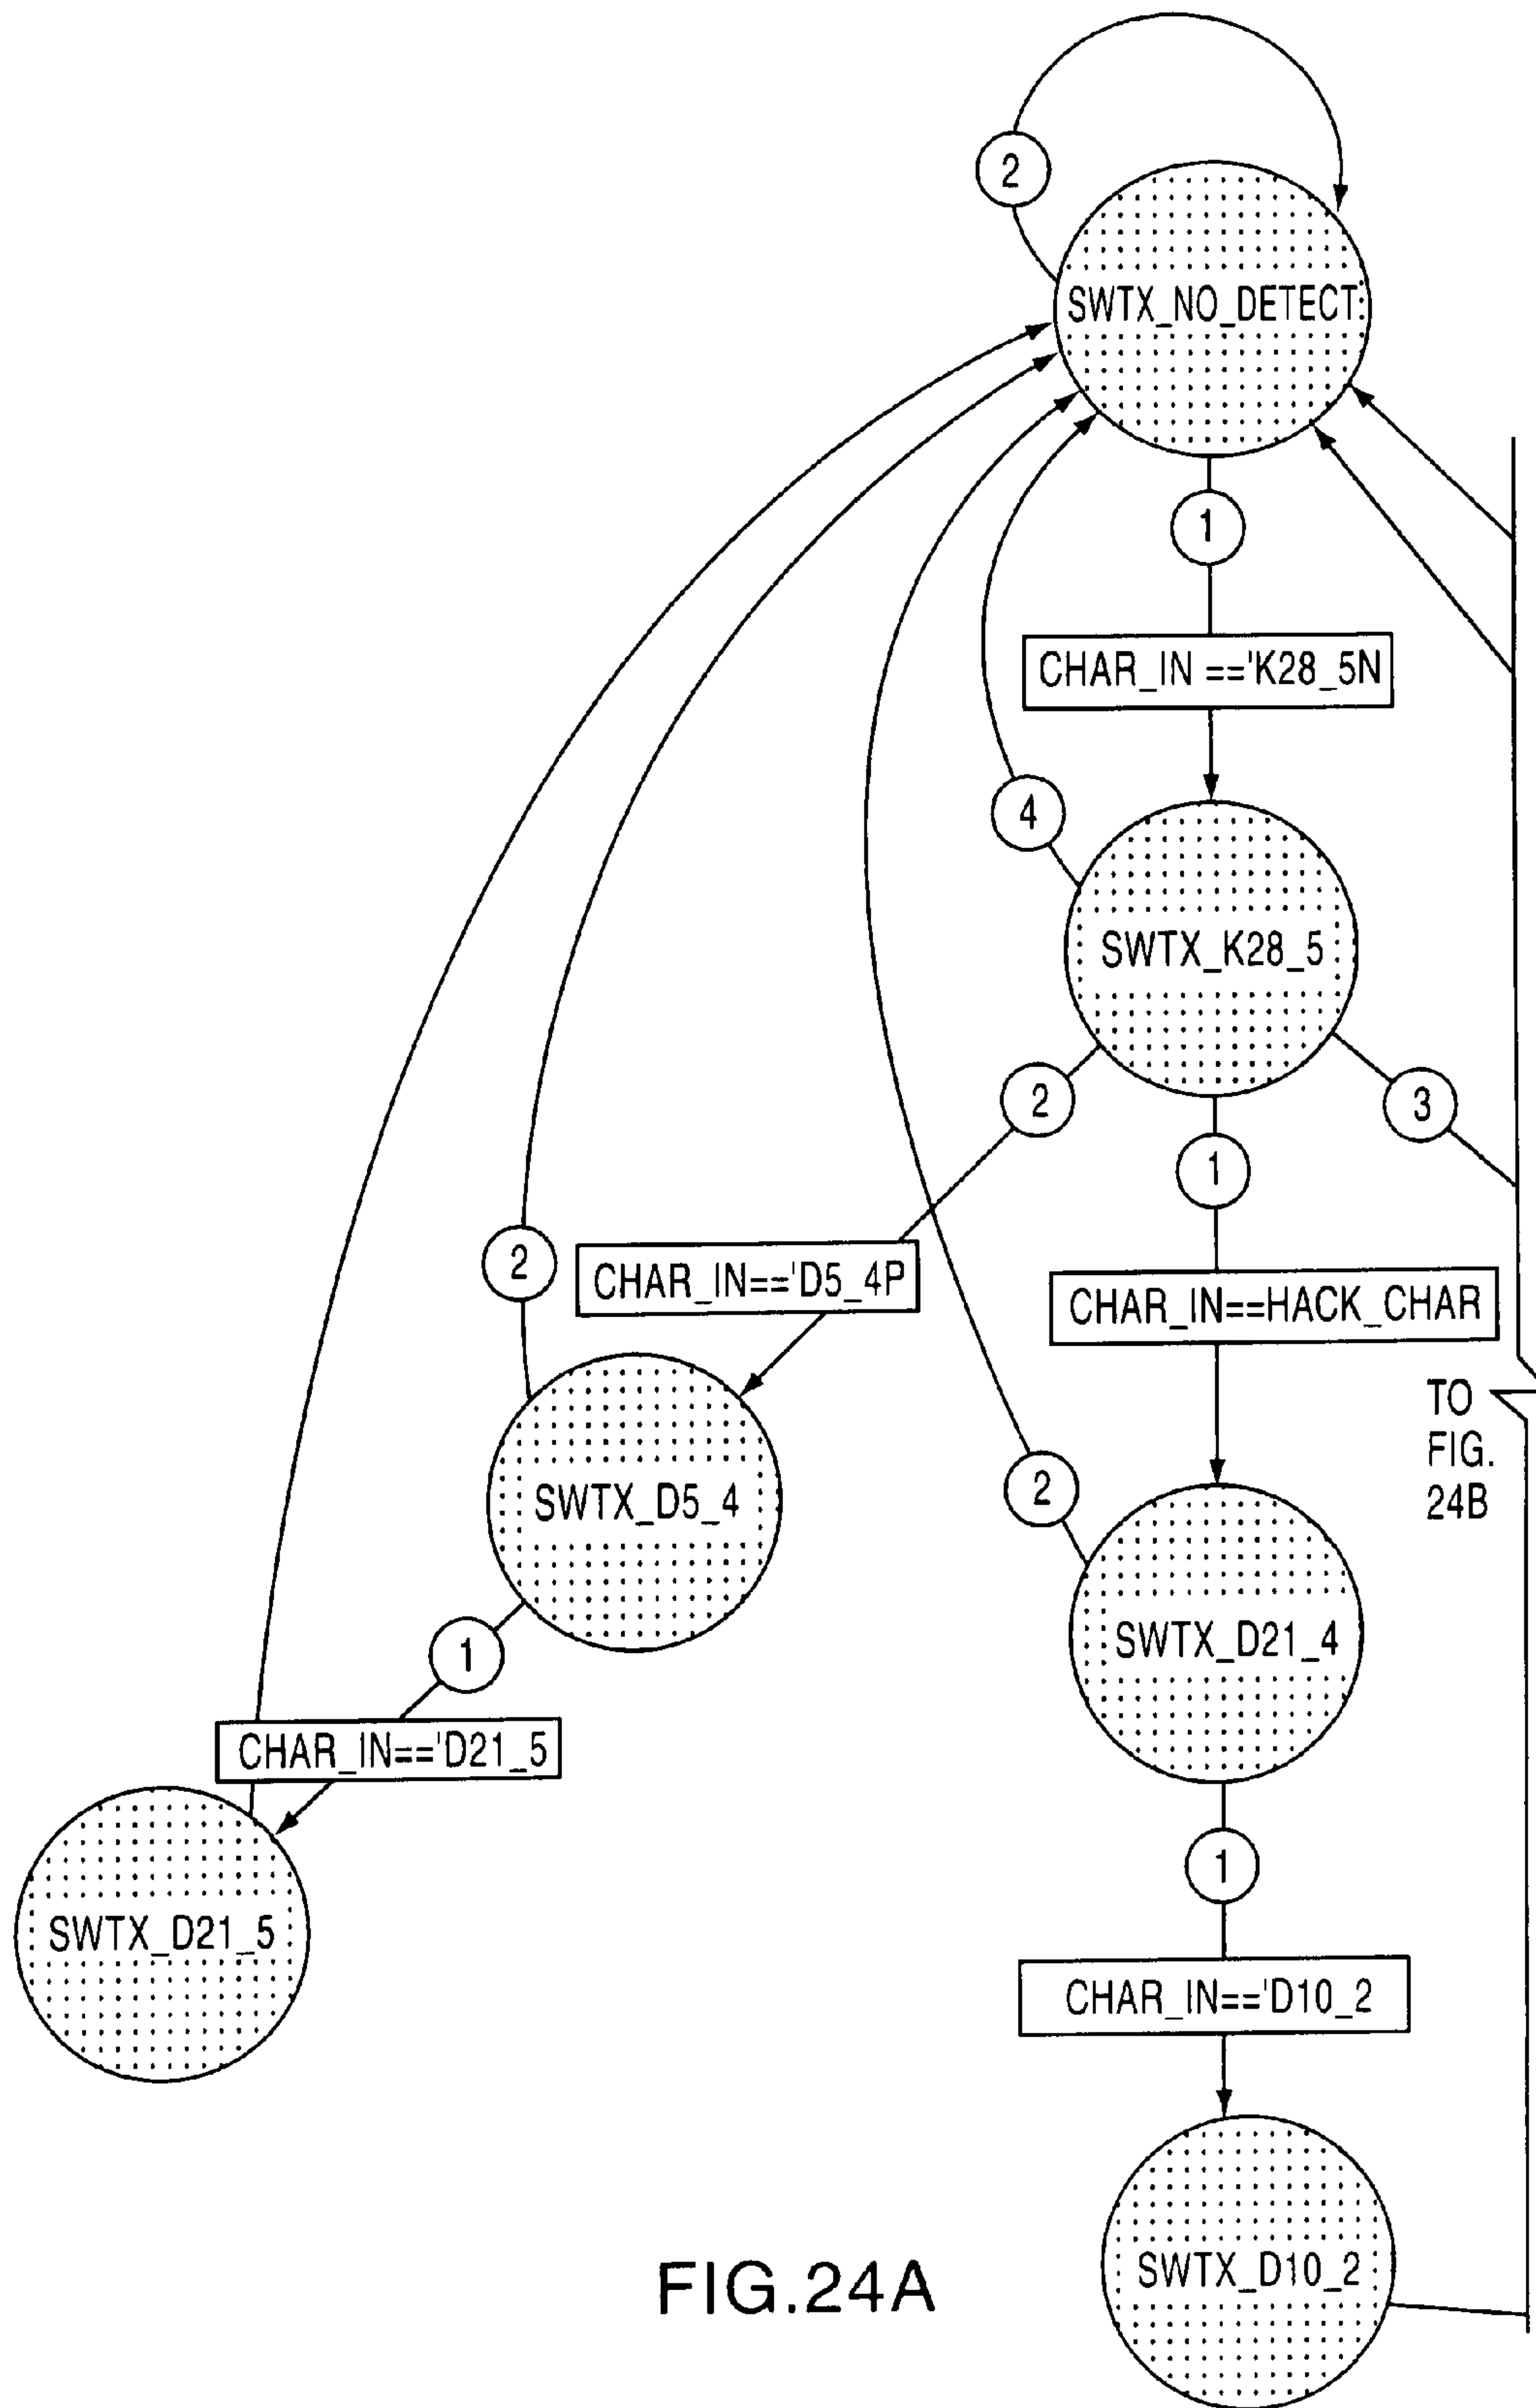 2
SWTX_NO_DETECT
1
CHAR_IN =='K28_5N
4
SWTX_K28_5
2
3
1
2
CHAR_IN=='D5_4P
CHAR_IN==HACK_CHAR
TO
FIG.
24B
SWTX_D5_4
2
SWTX_D21_4
1
CHAR_IN=='D21_5
1
SWTX_D21_5
CHAR_IN=='D10_2
SWTX_D10_2
FIG.24A